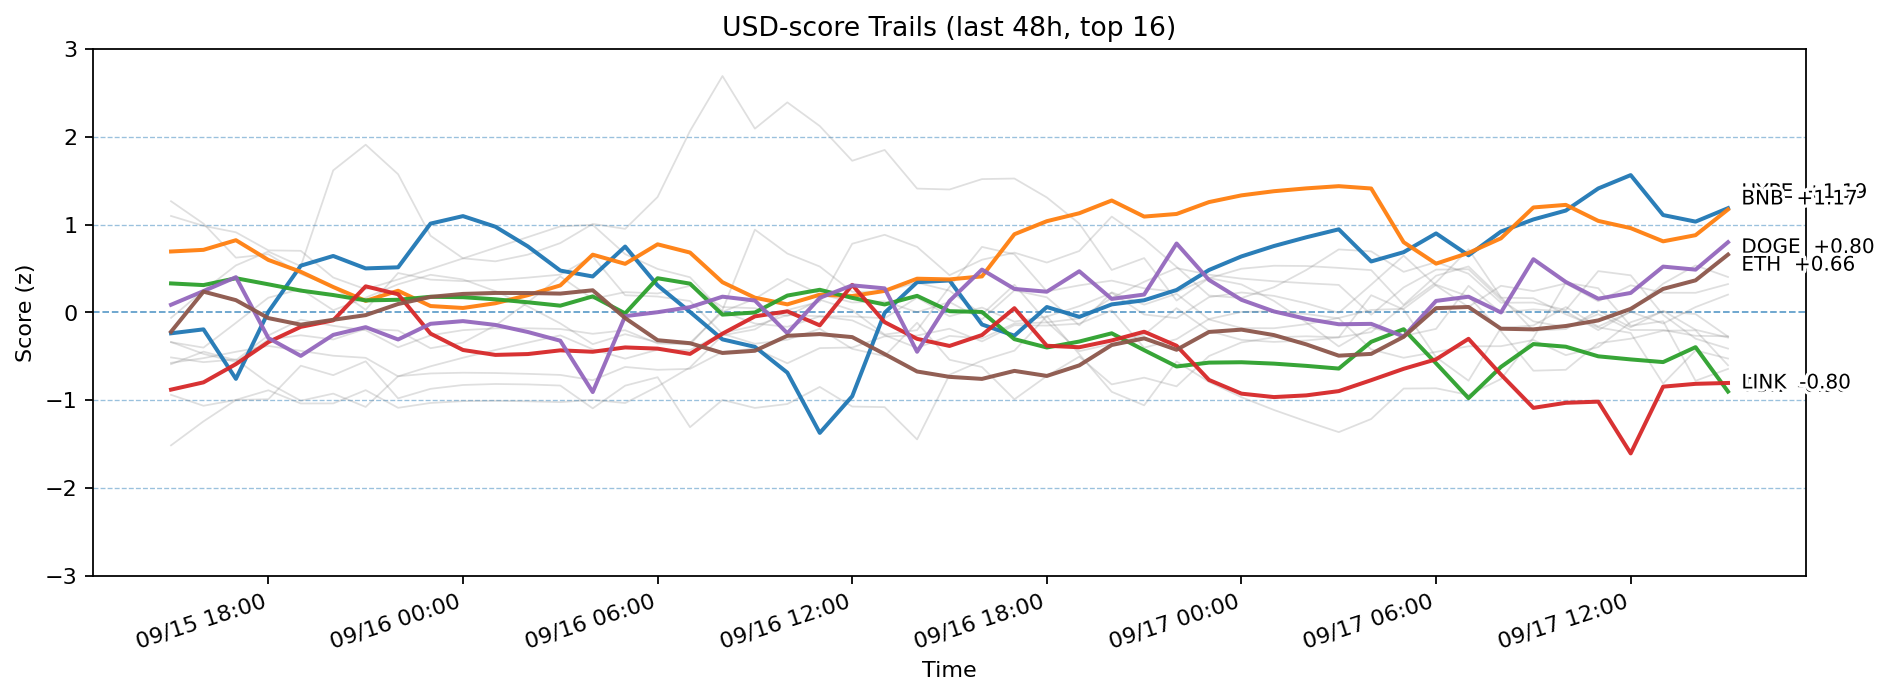 USD-score Trails (last 48h, top 16)
Score (z)
3
2
1
0
−1
−2
−3
BNB +1.17
DOGE +0.80
ETH +0.66
LINK -0.80
09/15 18:00
09/16 00:00
09/16 06:00
09/16 12:00
09/16 18:00
09/17 00:00
09/17 06:00
09/17 12:00
Time